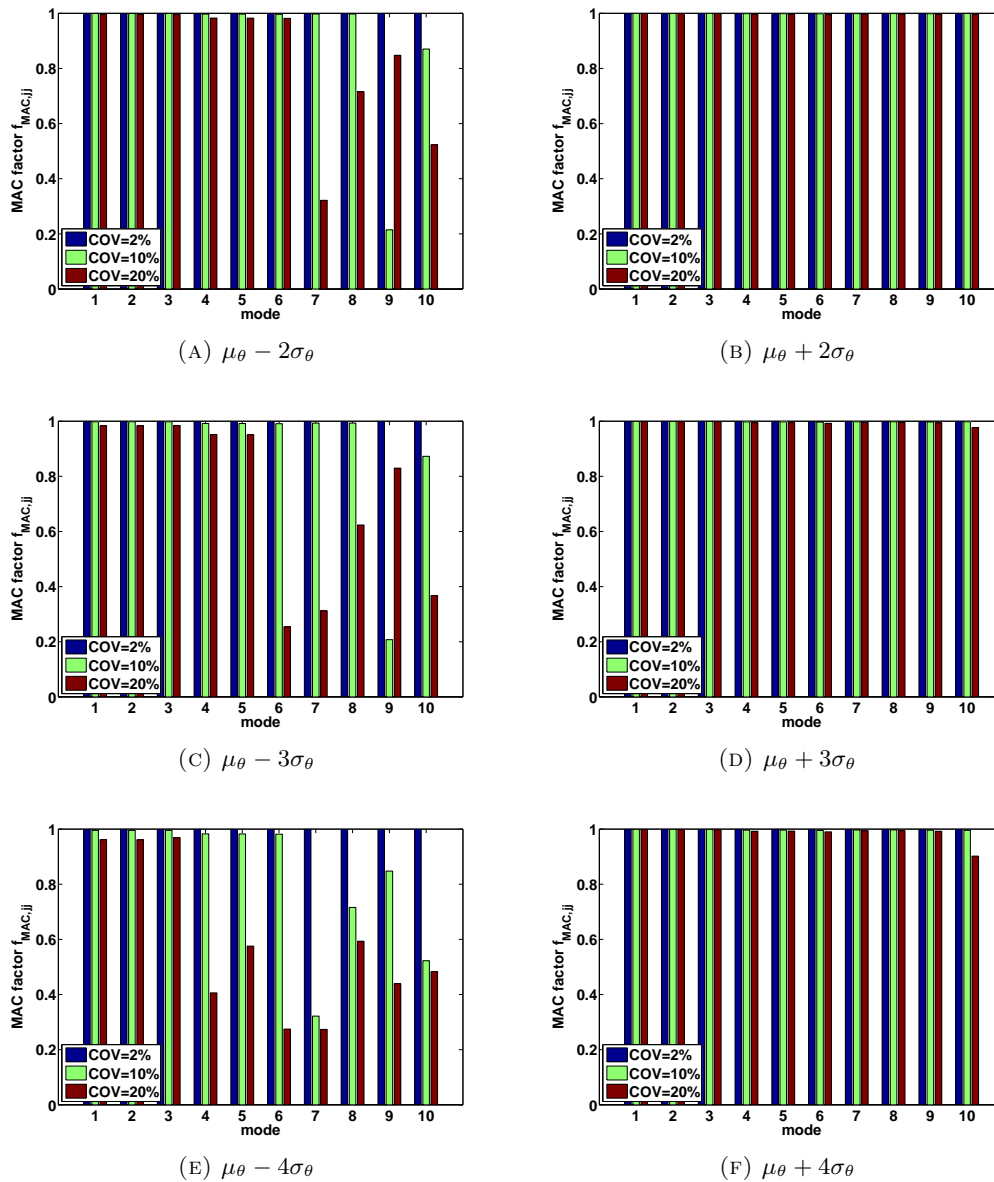 MAC factor f_MAC,jj
1
0.8
0.6
0.4
0.2
0
COV=2%
COV=10%
COV=20%
1 2 3 4 5 6 7 8 9 10
mode
(A) μθ − 2σθ
MAC factor f_MAC,jj
1
0.8
0.6
0.4
0.2
0
COV=2%
COV=10%
COV=20%
1 2 3 4 5 6 7 8 9 10
mode
(B) μθ + 2σθ
MAC factor f_MAC,jj
1
0.8
0.6
0.4
0.2
0
COV=2%
COV=10%
COV=20%
1 2 3 4 5 6 7 8 9 10
mode
(C) μθ − 3σθ
MAC factor f_MAC,jj
1
0.8
0.6
0.4
0.2
0
COV=2%
COV=10%
COV=20%
1 2 3 4 5 6 7 8 9 10
mode
(D) μθ + 3σθ
MAC factor f_MAC,jj
1
0.8
0.6
0.4
0.2
0
COV=2%
COV=10%
COV=20%
1 2 3 4 5 6 7 8 9 10
mode
(E) μθ − 4σθ
MAC factor f_MAC,jj
1
0.8
0.6
0.4
0.2
0
COV=2%
COV=10%
COV=20%
1 2 3 4 5 6 7 8 9 10
mode
(F) μθ + 4σθ